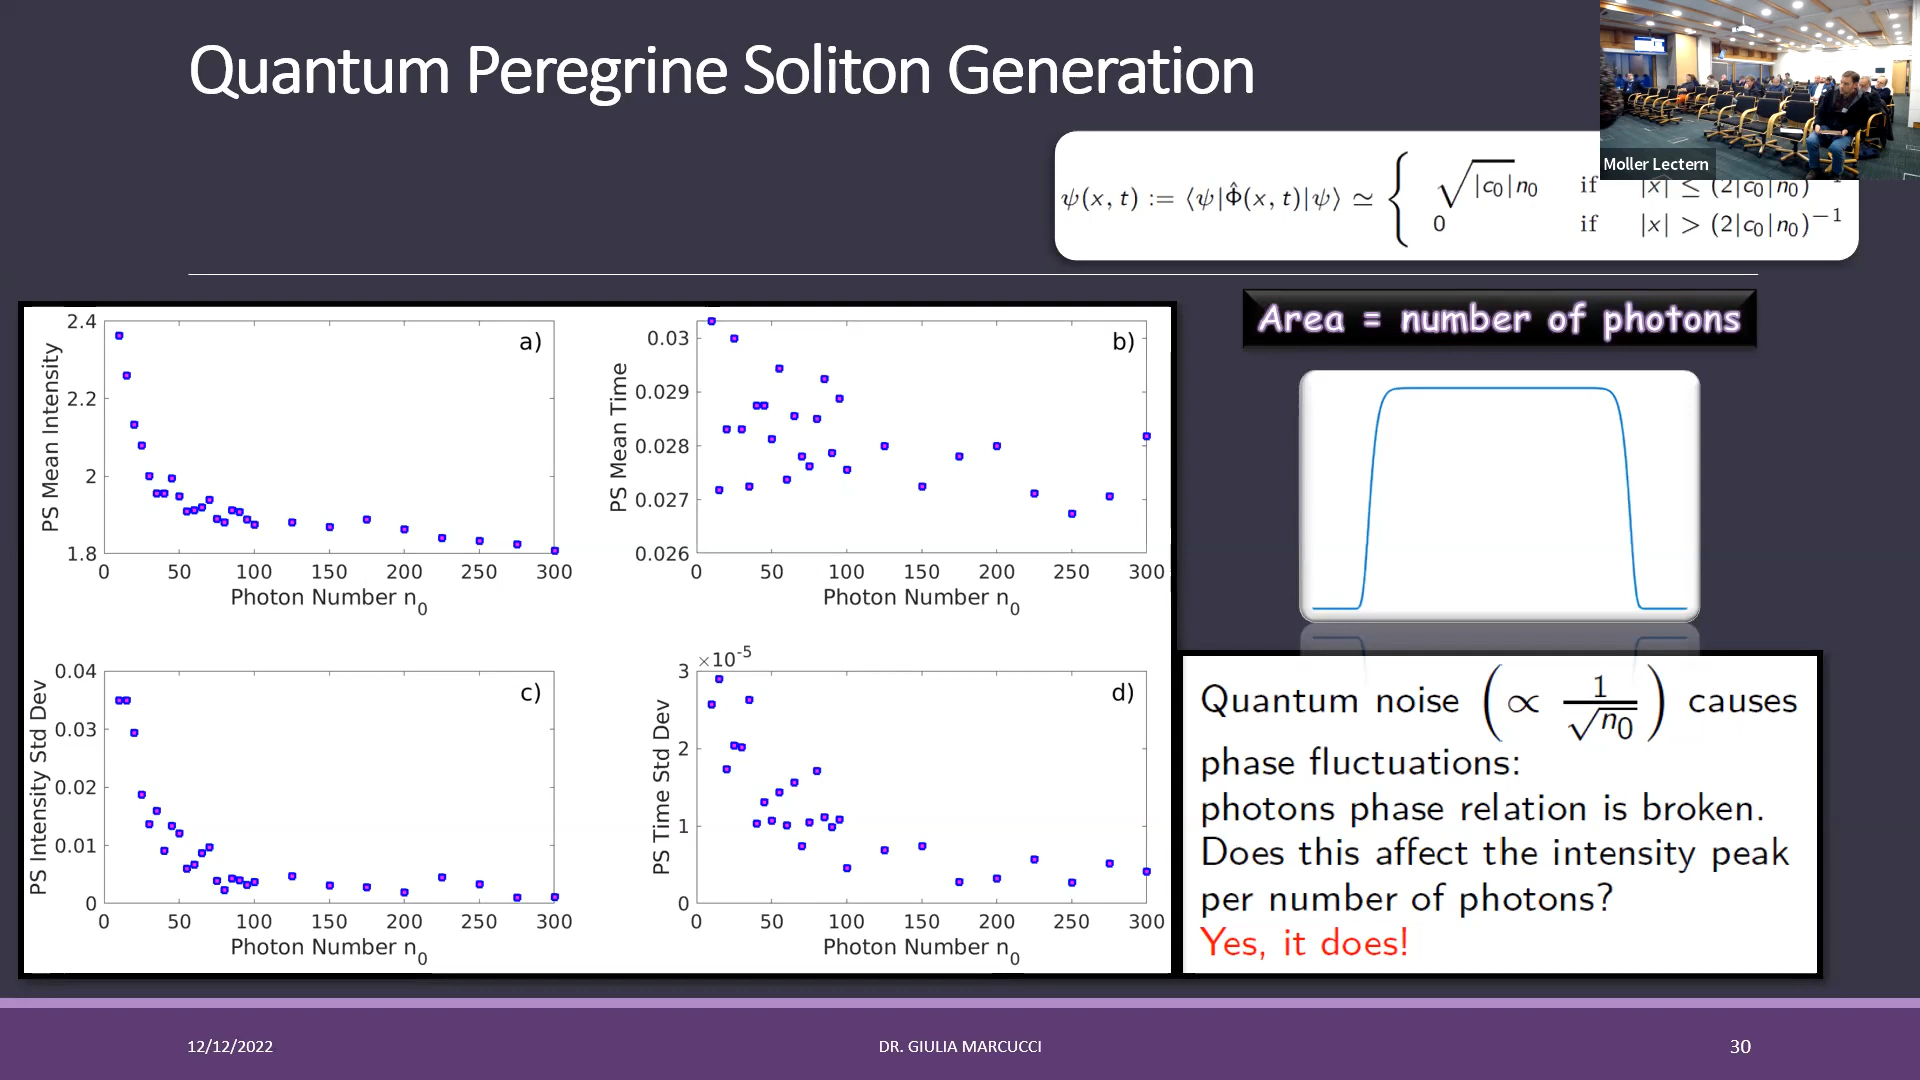 Quantum Peregrine Soliton Generation
Moller Lectern
ψ(x, t) := ⟨ψ|Φ̂(x, t)|ψ⟩ ≃ { √|c₀|n₀ if |x| ≤ (2|c₀|n₀)⁻¹
0 if |x| > (2|c₀|n₀)⁻¹
Area = number of photons
a)
PS Mean Intensity
2.4
2.2
2
1.8
0 50 100 150 200 250 300
Photon Number n₀
b)
PS Mean Time
0.03
0.029
0.028
0.027
0.026
0 50 100 150 200 250 300
Photon Number n₀
c)
PS Intensity Std Dev
0.04
0.03
0.02
0.01
0
0 50 100 150 200 250 300
Photon Number n₀
d)
×10⁻⁵
PS Time Std Dev
3
2
1
0
0 50 100 150 200 250 300
Photon Number n₀
Quantum noise (∝ 1/√n₀) causes
phase fluctuations:
photons phase relation is broken.
Does this affect the intensity peak
per number of photons?
Yes, it does!
12/12/2022
DR. GIULIA MARCUCCI
30